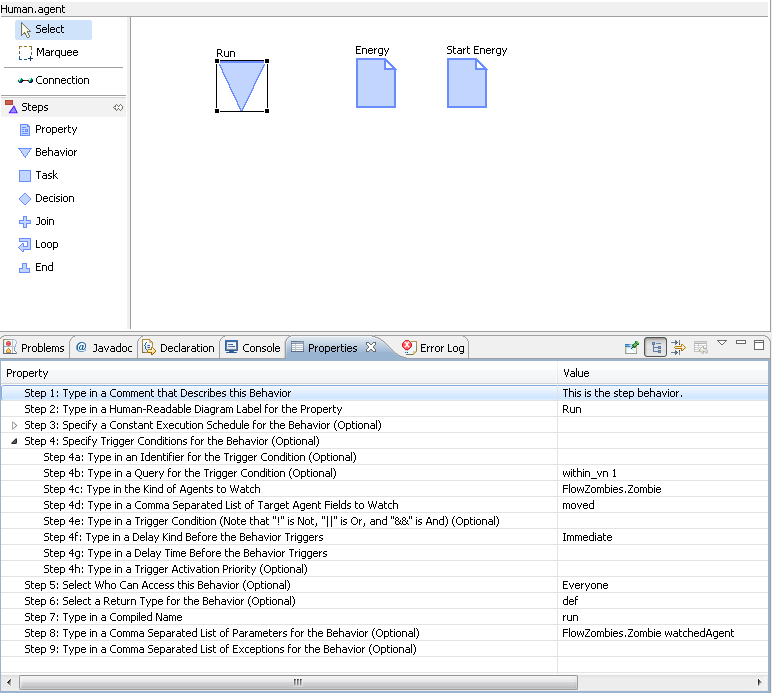 Human.agent
Select
Marquee
Connection
Steps
Property
Behavior
Task
Decision
Join
Loop
End
Run
Energy
Start Energy
Problems @ Javadoc Declaration Console Properties Error Log
Property Value
Step 1: Type in a Comment that Describes this Behavior This is the step behavior.
Step 2: Type in a Human-Readable Diagram Label for the Property Run
Step 3: Specify a Constant Execution Schedule for the Behavior (Optional)
Step 4: Specify Trigger Conditions for the Behavior (Optional)
Step 4a: Type in an Identifier for the Trigger Condition (Optional)
Step 4b: Type in a Query for the Trigger Condition (Optional) within_vn 1
Step 4c: Type in the Kind of Agents to Watch FlowZombies.Zombie
Step 4d: Type in a Comma Separated List of Target Agent Fields to Watch moved
Step 4e: Type in a Trigger Condition (Note that "!" is Not, "||" is Or, and "&&" is And) (Optional)
Step 4f: Type in a Delay Kind Before the Behavior Triggers Immediate
Step 4g: Type in a Delay Time Before the Behavior Triggers
Step 4h: Type in a Trigger Activation Priority (Optional)
Step 5: Select Who Can Access this Behavior (Optional) Everyone
Step 6: Select a Return Type for the Behavior (Optional) def
Step 7: Type in a Compiled Name run
Step 8: Type in a Comma Separated List of Parameters for the Behavior (Optional) FlowZombies.Zombie watchedAgent
Step 9: Type in a Comma Separated List of Exceptions for the Behavior (Optional)